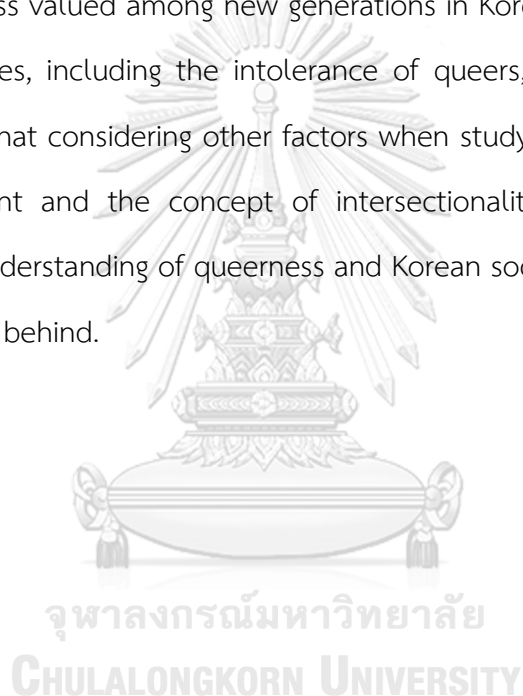 ss valued among new generations in Kore
es, including the intolerance of queers,
hat considering other factors when study
nt and the concept of intersectionalit
nderstanding of queerness and Korean soc
behind.
จุฬาลงกรณ์มหาวิทยาลัย
CHULALONGKORN UNIVERSITY